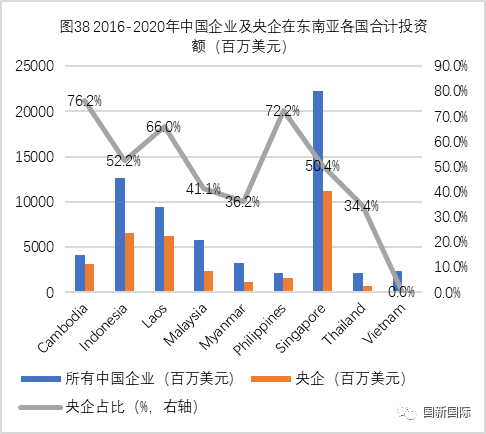 图38 2016-2020年中国企业及央企在东南亚各国合计投资
额（百万美元）
25000
20000
15000
10000
5000
0
90.0%
80.0%
70.0%
60.0%
50.0%
40.0%
30.0%
20.0%
10.0%
0.0%
76.2%
52.2%
66.0%
41.1%
36.2%
72.2%
50.4%
34.4%
0.0%
Cambodia
Indonesia
Laos
Malaysia
Myanmar
Philippines
Singapore
Thailand
Vietnam
所有中国企业（百万美元）
央企（百万美元）
央企占比（%，右轴）
国新国际